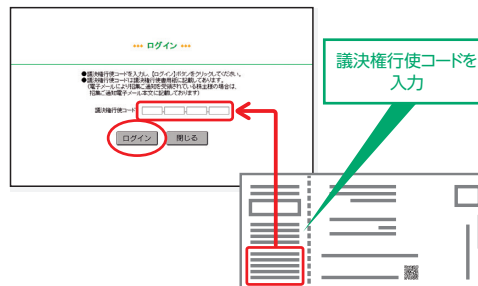 *** ログイン ***
●議決権行使コードを入力し、[ログイン]ボタンをクリックしてください。
●議決権行使コードは議決権行使書用紙に記載してあります。
(電子メールにより招集ご通知を受領されている株主様の場合は、
招集ご通知電子メール本文に記載しております)
議決権行使コード
ログイン 閉じる
議決権行使コードを
入力